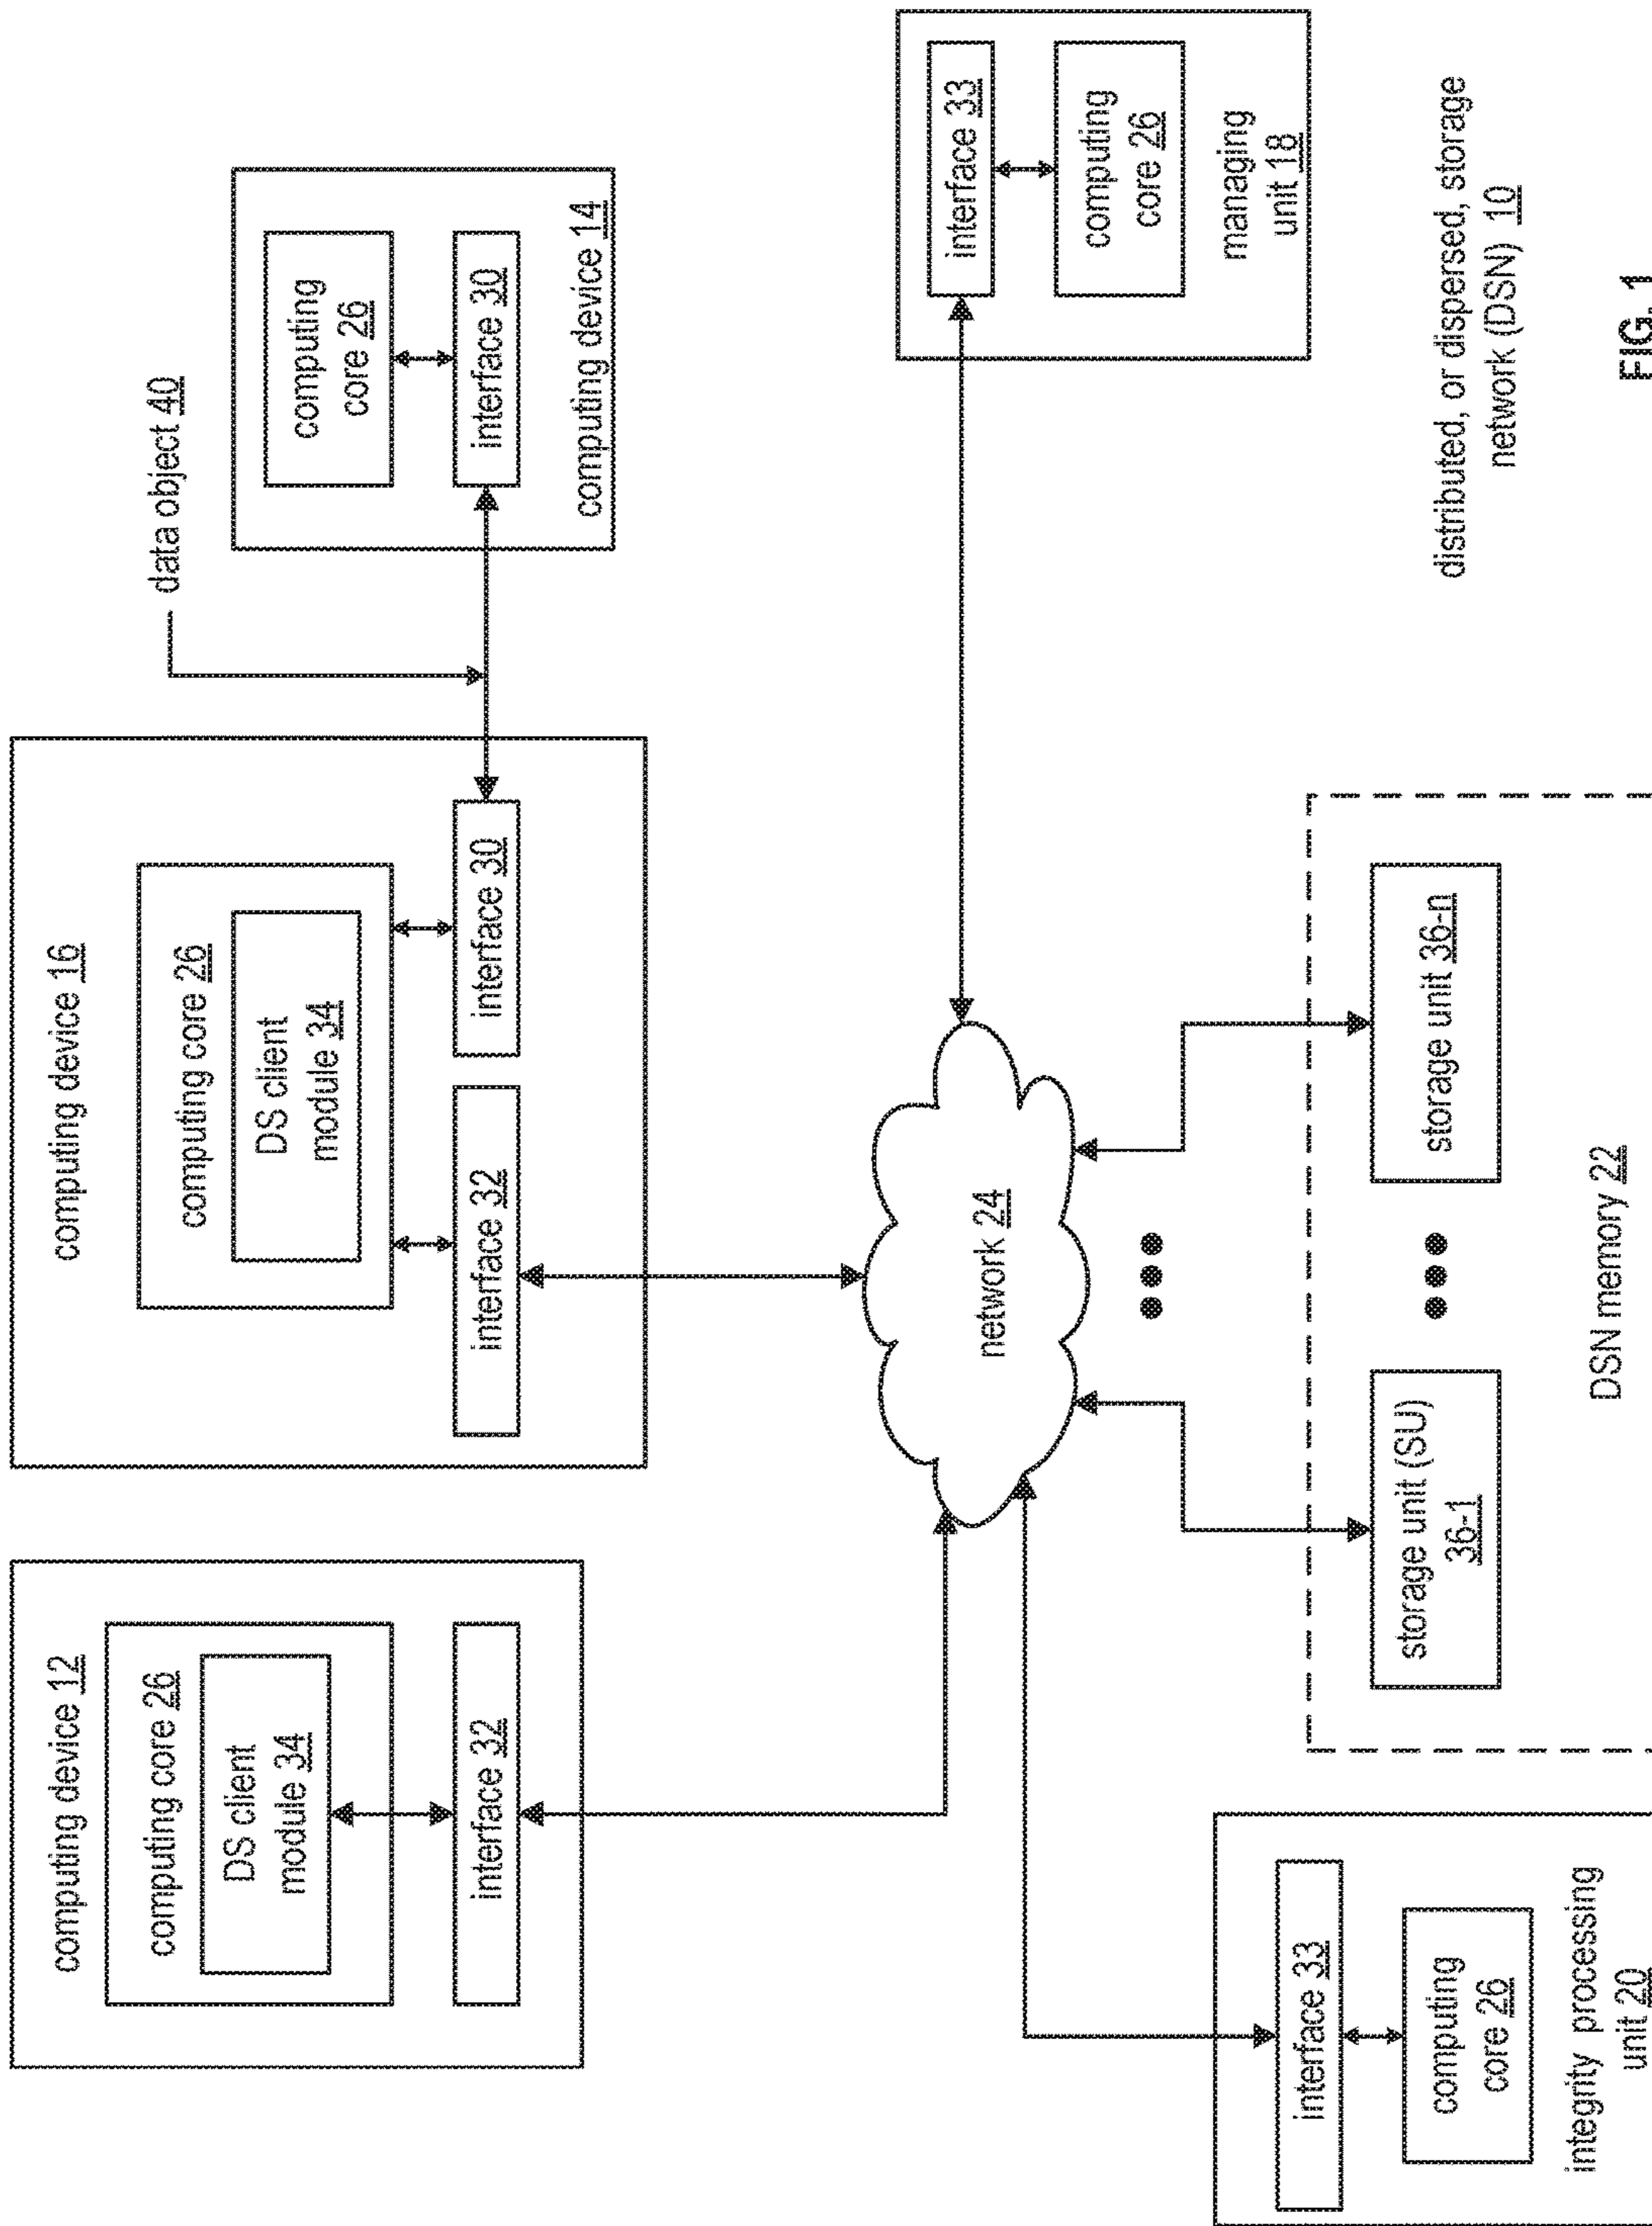 computing device 12
computing core 26
DS client
module 34
interface 32
computing device 16
computing core 26
DS client
module 34
interface 32
interface 30
data object 40
computing
core 26
interface 30
computing device 14
network 24
interface 33
computing
core 26
managing
unit 18
interface 33
computing
core 26
integrity processing
unit 20
storage unit (SU)
36-1
storage unit 36-n
DSN memory 22
distributed, or dispersed, storage
network (DSN) 10
FIG. 1